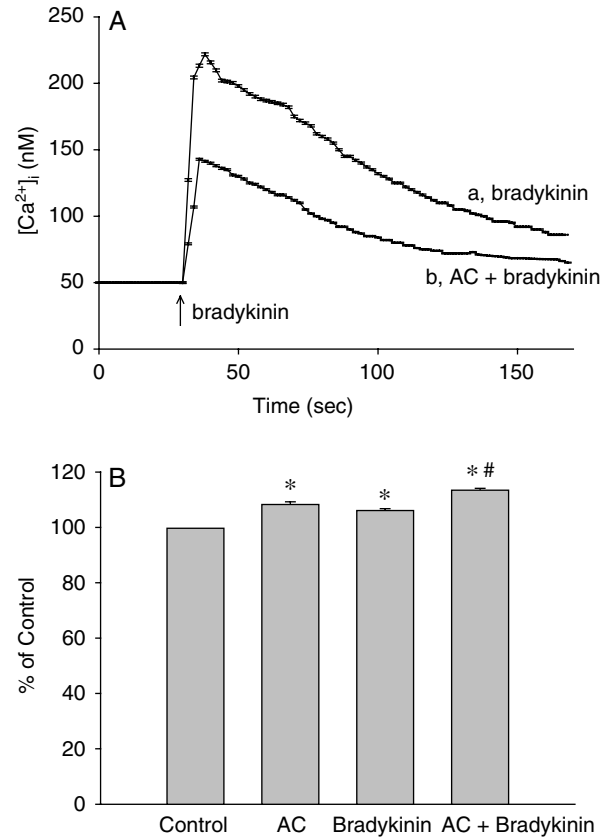 A
250
200
150
100
50
0
[Ca²⁺]ᵢ (nM)
a, bradykinin
b, AC + bradykinin
↑ bradykinin
0 50 100 150
Time (sec)
B
120
100
80
60
40
20
0
% of Control
* * * #
Control AC Bradykinin AC + Bradykinin